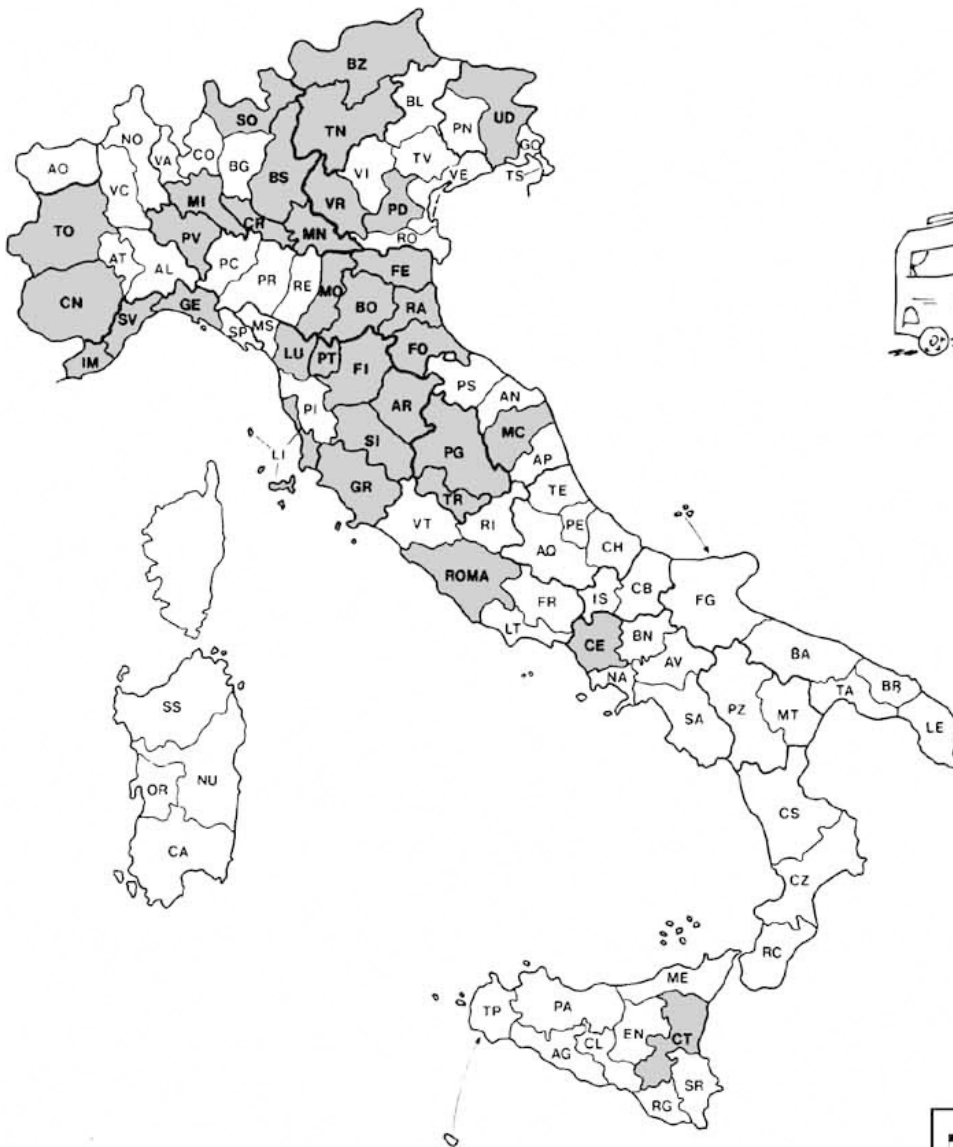 BZ
BL
UD
SO
TN
PN
NO
GO
CO
VA
BG
TV
AO
VI
VE
TS
BS
VC
MI
VR
PD
CR
TO
PV
MN
RO
AT
AL
PC
PR
FE
RE
MO
CN
GE
BO
RA
SV
SP
MS
FO
LU
PT
IM
FI
PS
AN
AR
PI
MC
SI
LI
PG
AP
GR
TR
TE
VT
RI
PE
AQ
CH
ROMA
CB
FR
IS
FG
LT
CE
BN
BA
AV
NA
BR
TA
SS
SA
PZ
MT
LE
NU
OR
CS
CA
CZ
RC
ME
TP
PA
EN
CT
CL
AG
SR
RG